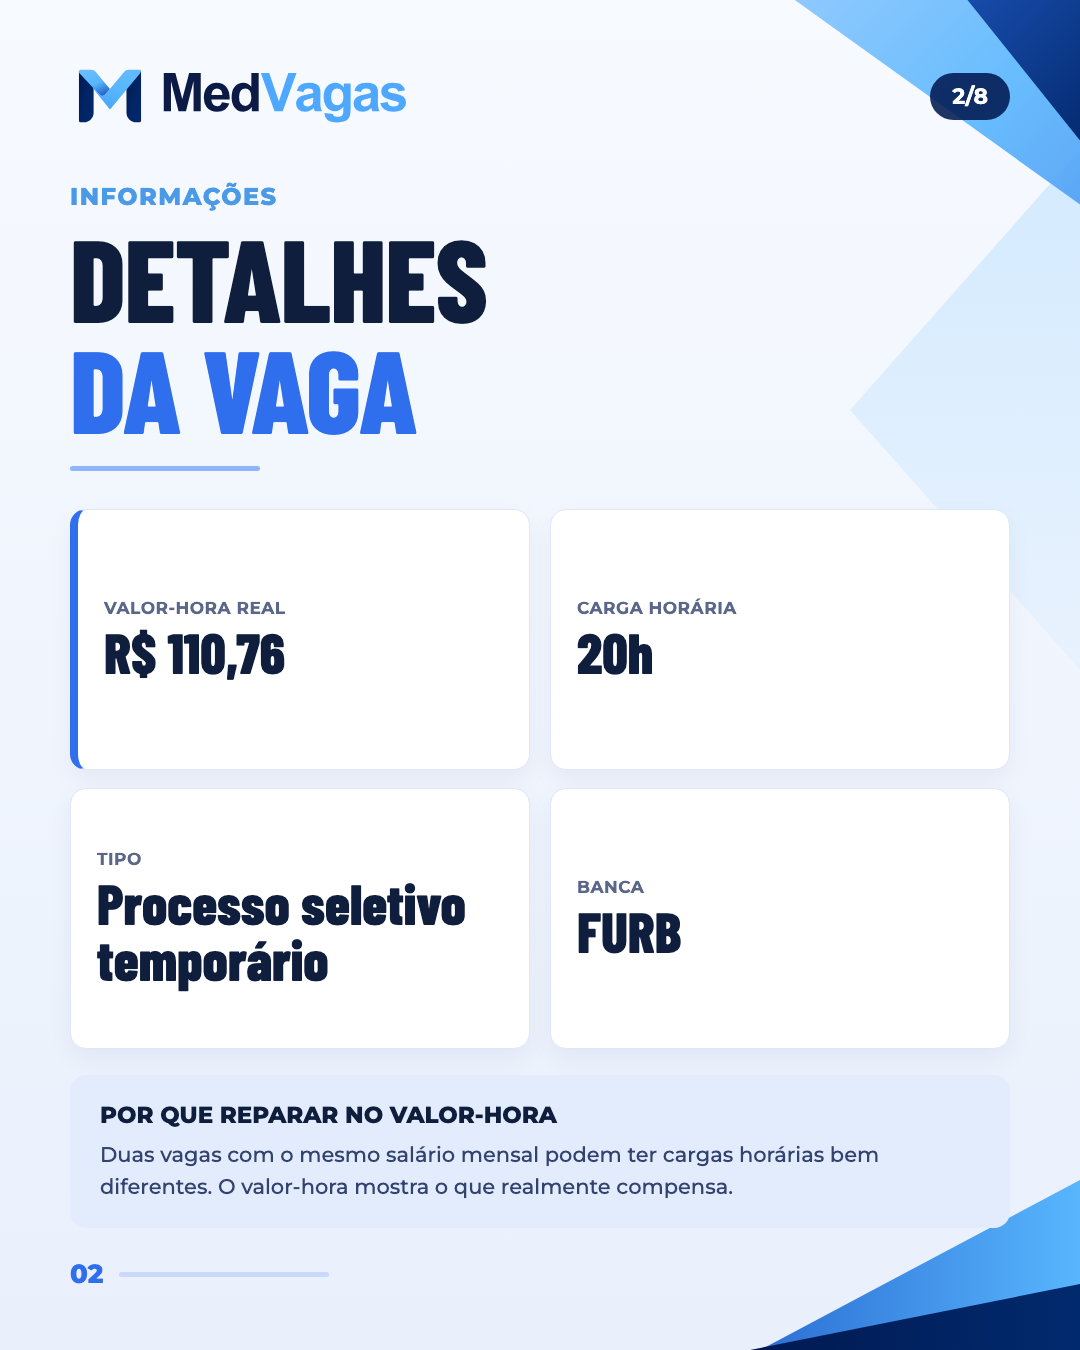 MedVagas
2/8
INFORMAÇÕES
DETALHES
DA VAGA
VALOR-HORA REAL
R$ 110,76
CARGA HORÁRIA
20h
TIPO
Processo seletivo
temporário
BANCA
FURB
POR QUE REPARAR NO VALOR-HORA
Duas vagas com o mesmo salário mensal podem ter cargas horárias bem
diferentes. O valor-hora mostra o que realmente compensa.
02